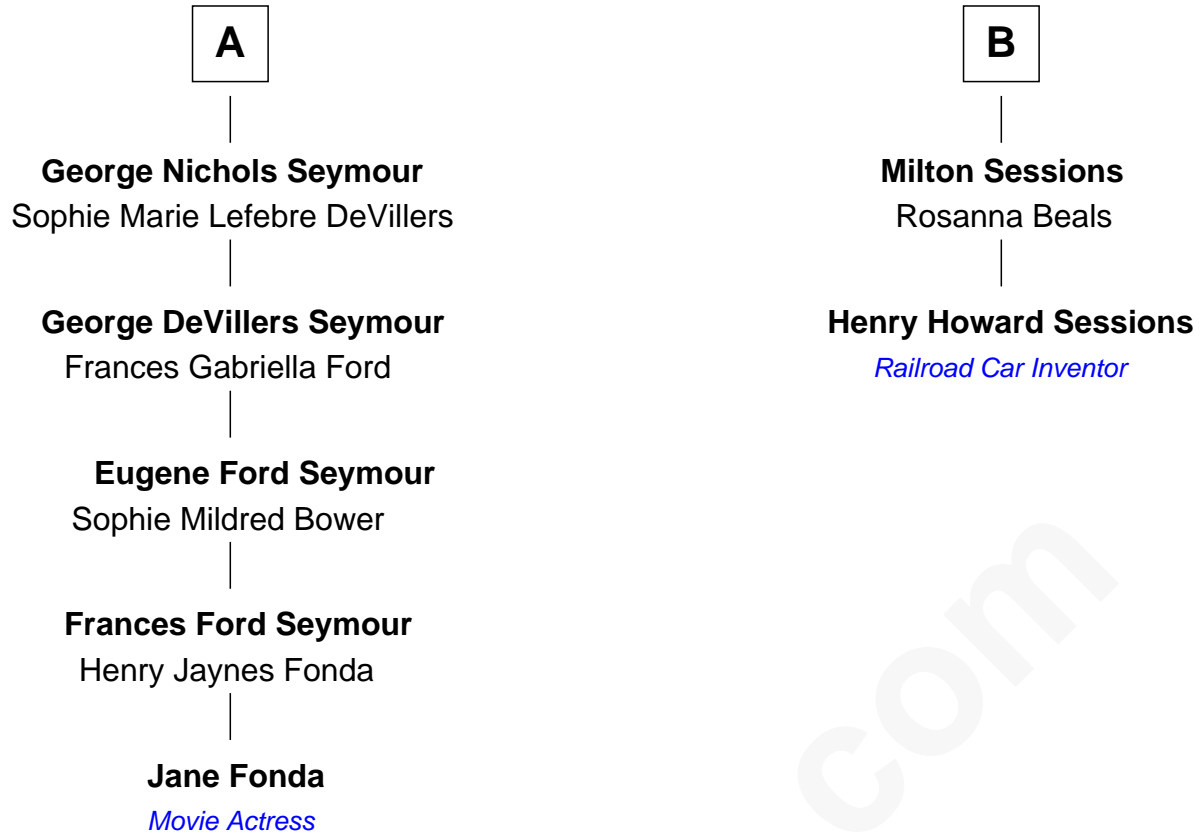 A
George Nichols Seymour
Sophie Marie Lefebre DeVillers
George DeVillers Seymour
Frances Gabriella Ford
Eugene Ford Seymour
Sophie Mildred Bower
Frances Ford Seymour
Henry Jaynes Fonda
Jane Fonda
Movie Actress
B
Milton Sessions
Rosanna Beals
Henry Howard Sessions
Railroad Car Inventor
com